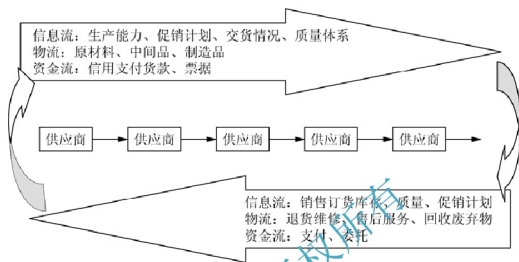 信息流：生产能力、促销计划、交货情况、质量体系
物流：原材料、中间品、制造品
资金流：信用支付货款、票据
供应商 供应商 供应商 供应商 供应商
信息流：销售订货库存、质量、促销计划
物流：退货维修、售后服务、回收废弃物
资金流：支付、委托
权所有